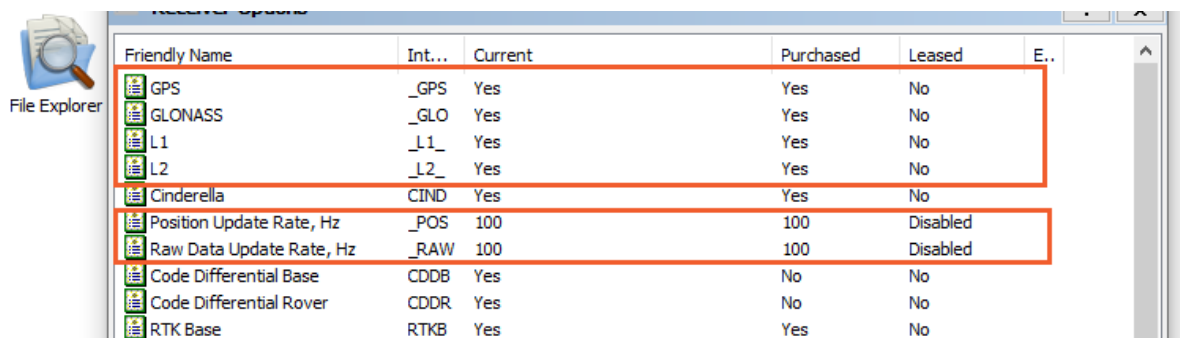 Receiver Options
Friendly Name Int... Current Purchased Leased E..
GPS _GPS Yes Yes No
File Explorer
GLONASS _GLO Yes Yes No
L1 _L1_ Yes Yes No
L2 _L2_ Yes Yes No
Cinderella CIND Yes Yes No
Position Update Rate, Hz _POS 100 100 Disabled
Raw Data Update Rate, Hz _RAW 100 100 Disabled
Code Differential Base CDDB Yes No No
Code Differential Rover CDDR Yes No No
RTK Base RTKB Yes Yes No